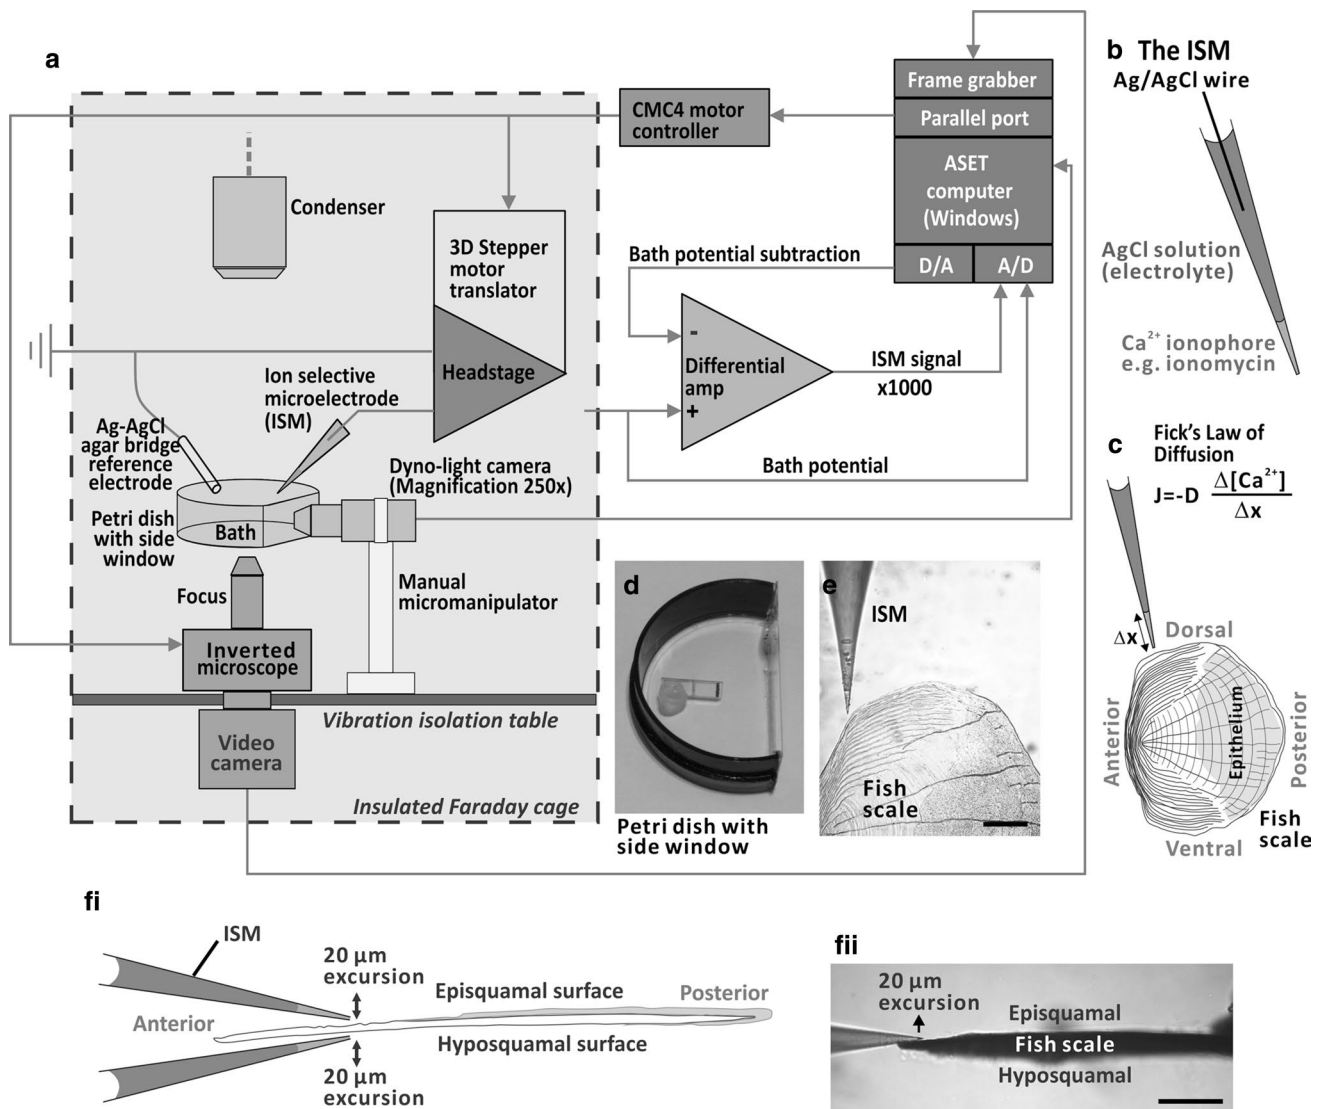 a
CMC4 motor
controller
Frame grabber
Parallel port
ASET
computer
(Windows)
D/A
A/D
Condenser
3D Stepper
motor
translator
Headstage
Bath potential subtraction
-
Differential
amp
+
ISM signal
x1000
Bath potential
Ion selective
microelectrode
(ISM)
Ag-AgCl
agar bridge
reference
electrode
Dyno-light camera
(Magnification 250x)
Petri dish
with side
window
Bath
Focus
Manual
micromanipulator
Inverted
microscope
Vibration isolation table
Video
camera
Insulated Faraday cage
b The ISM
Ag/AgCl wire
AgCl solution
(electrolyte)
Ca2+ ionophore
e.g. ionomycin
c
Fick's Law of
Diffusion
J=-D Δ[Ca2+]
Δx
Δx
Dorsal
Anterior
Epithelium
Posterior
Fish
scale
Ventral
d
Petri dish with
side window
e
ISM
Fish
scale
fi
ISM
20 µm
excursion
Episquamal surface
Posterior
Anterior
Hyposquamal surface
20 µm
excursion
fii
20 µm
excursion
Episquamal
Fish scale
Hyposquamal